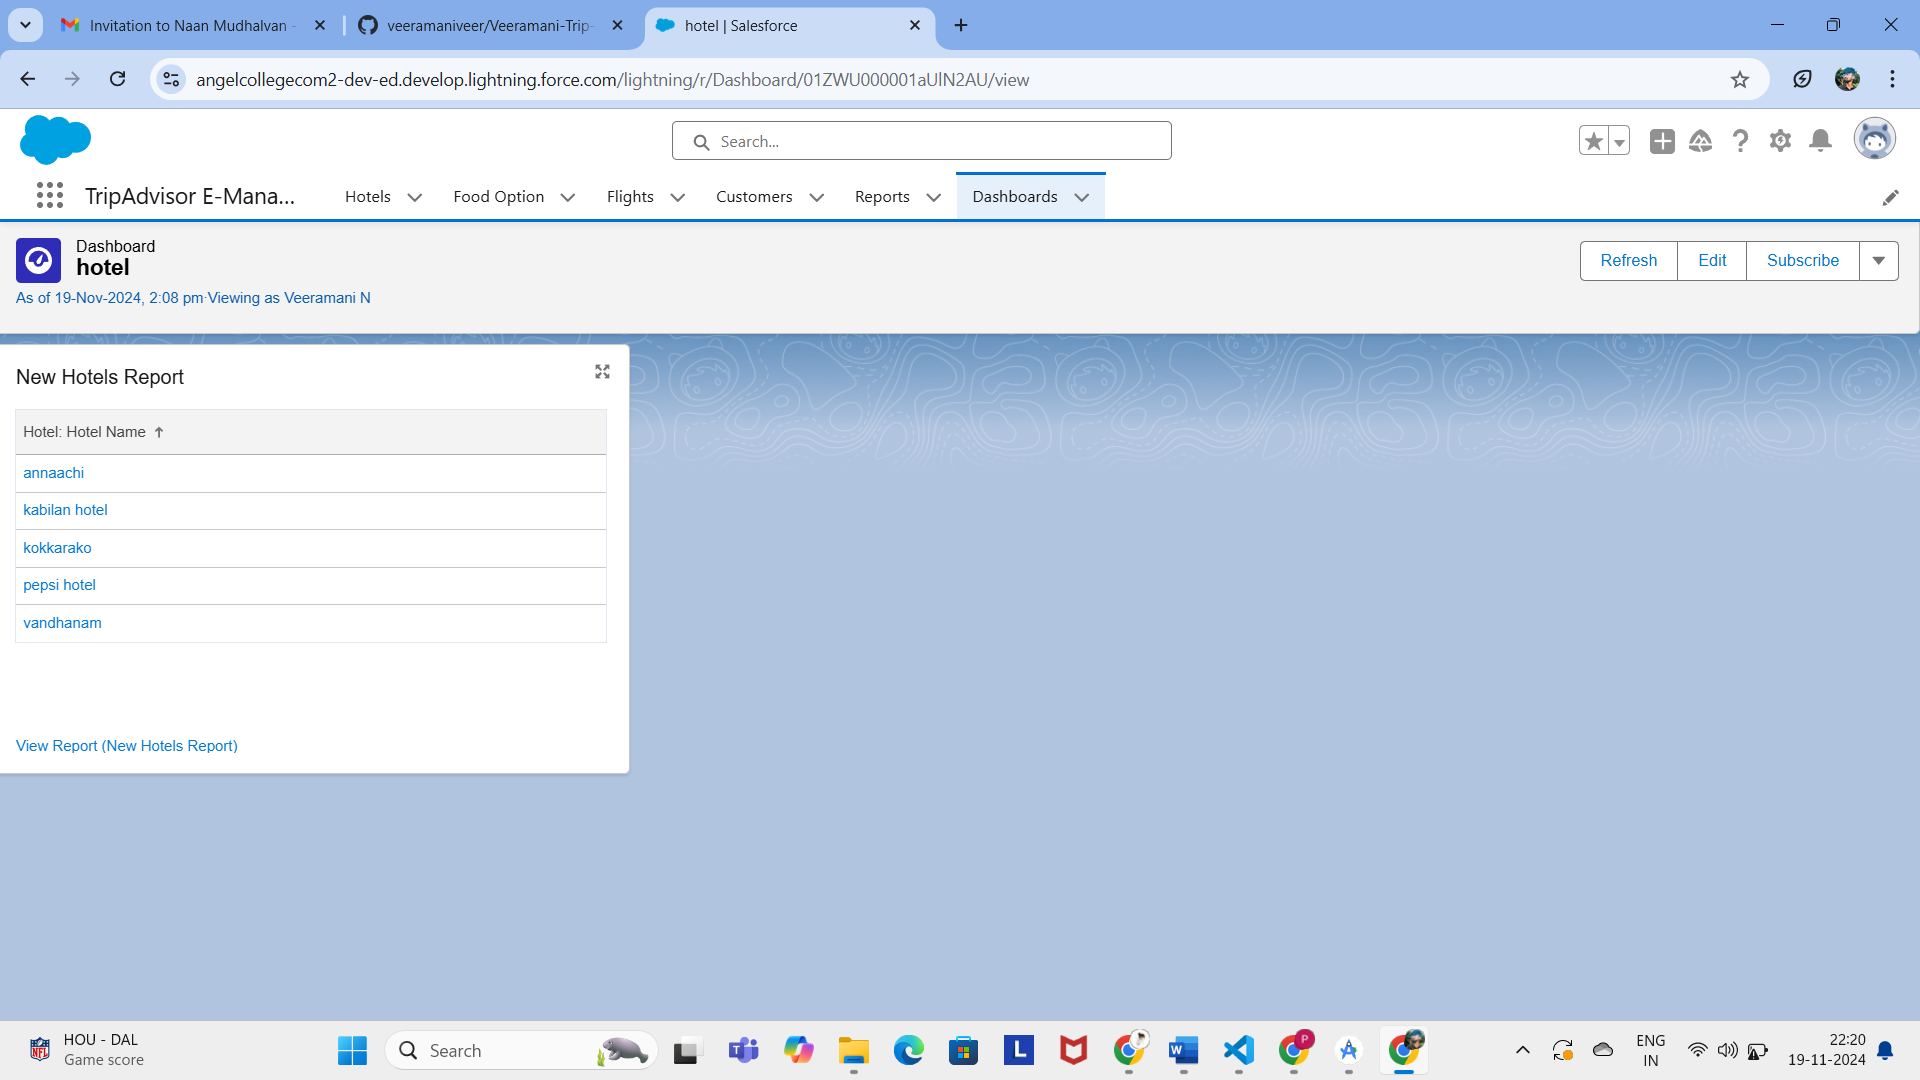 Invitation to Naan Mudhalvan -
veeramaniveer/Veeramani-Trip-
hotel | Salesforce
angelcollegecom2-dev-ed.develop.lightning.force.com/lightning/r/Dashboard/01ZWU000001aUlN2AU/view
Search...
TripAdvisor E-Mana...
Hotels
Food Option
Flights
Customers
Reports
Dashboards
Dashboard
hotel
As of 19-Nov-2024, 2:08 pm·Viewing as Veeramani N
Refresh
Edit
Subscribe
New Hotels Report
Hotel: Hotel Name
annaachi
kabilan hotel
kokkarako
pepsi hotel
vandhanam
View Report (New Hotels Report)
HOU - DAL
Game score
Search
ENG
IN
22:20
19-11-2024